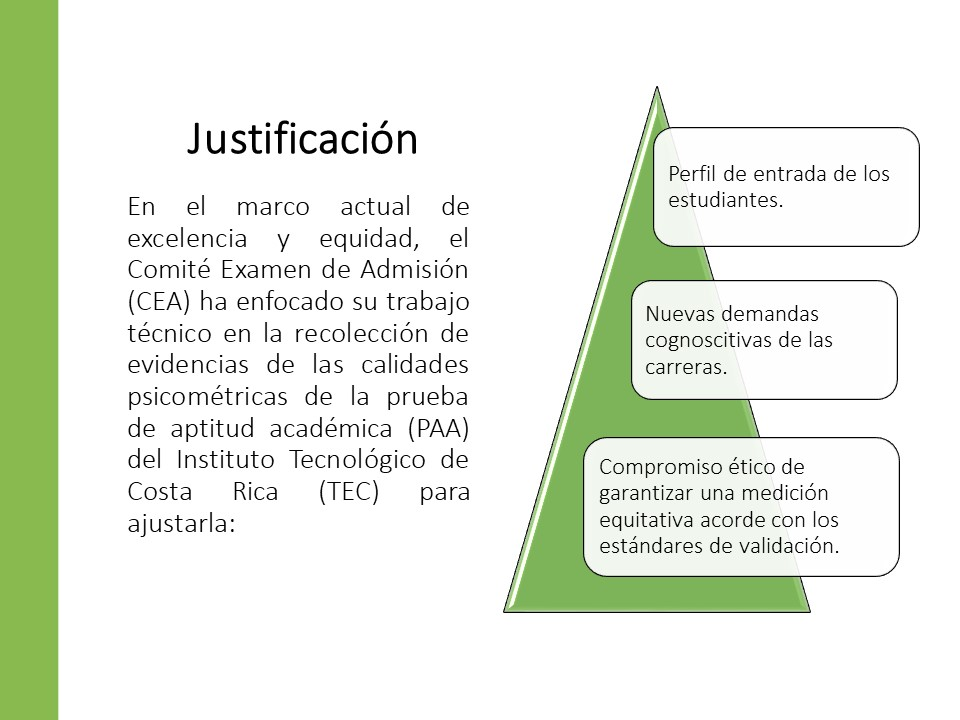 Justificación
En el marco actual de
excelencia y equidad, el
Comité Examen de Admisión
(CEA) ha enfocado su trabajo
técnico en la recolección de
evidencias de las calidades
psicométricas de la prueba
de aptitud académica (PAA)
del Instituto Tecnológico de
Costa Rica (TEC) para
ajustarla:
Perfil de entrada de los
estudiantes.
Nuevas demandas
cognoscitivas de las
carreras.
Compromiso ético de
garantizar una medición
equitativa acorde con los
estándares de validación.